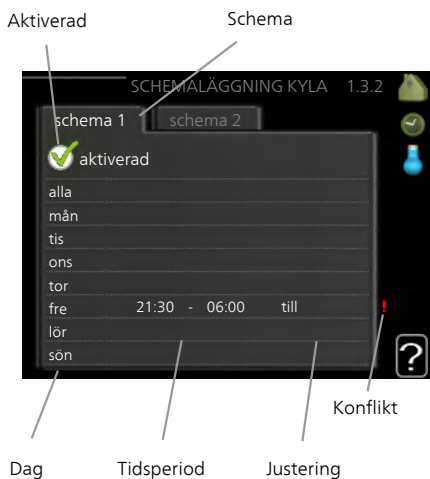 Aktiverad
Schema
SCHEMALÄGGNING KYLA 1.3.2
schema 1
schema 2
aktiverad
alla
mån
tis
ons
tor
fre 21:30 - 06:00 till !
lör
sön
?
Konflikt
Dag
Tidsperiod
Justering